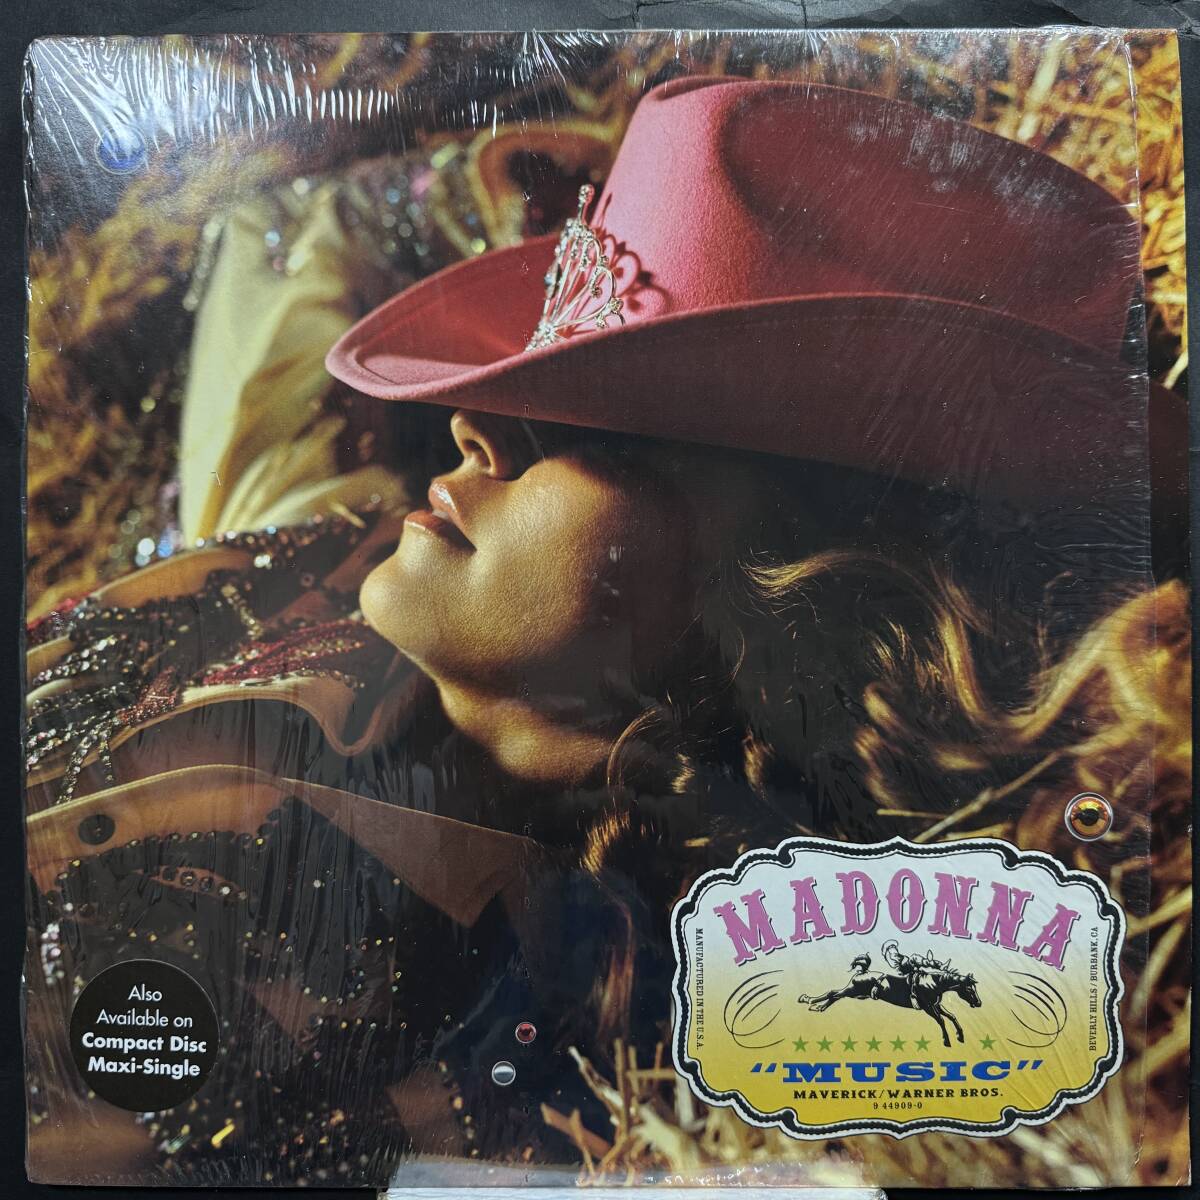 MADONNA
MANUFACTURED IN THE U.S.A.
BEVERLY HILLS / BURBANK, CA
"MUSIC"
MAVERICK/WARNER BROS.
9 44909-0
Also
Available on
Compact Disc
Maxi-Single